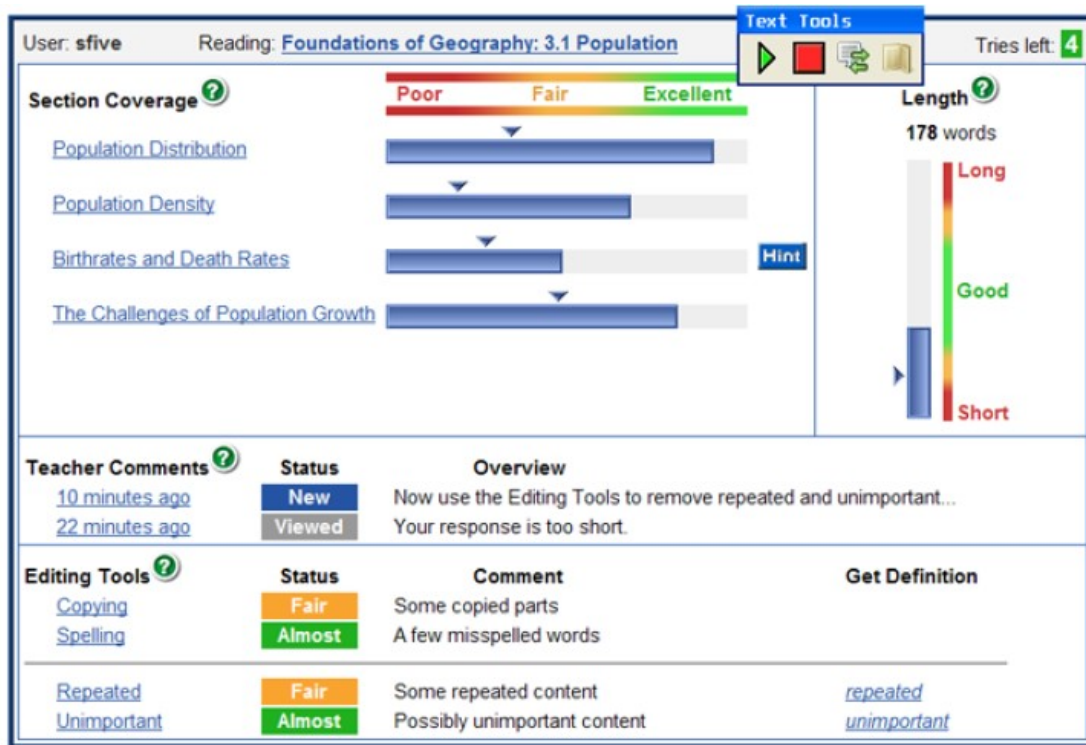 Text Tools
User: sfive Reading: Foundations of Geography: 3.1 Population Tries left: 4
Section Coverage ?
Poor Fair Excellent
Population Distribution
Population Density
Birthrates and Death Rates Hint
The Challenges of Population Growth
Length ?
178 words
Long
Good
Short
Teacher Comments ? Status Overview
10 minutes ago New Now use the Editing Tools to remove repeated and unimportant...
22 minutes ago Viewed Your response is too short.
Editing Tools ? Status Comment Get Definition
Copying Fair Some copied parts
Spelling Almost A few misspelled words
Repeated Fair Some repeated content repeated
Unimportant Almost Possibly unimportant content unimportant